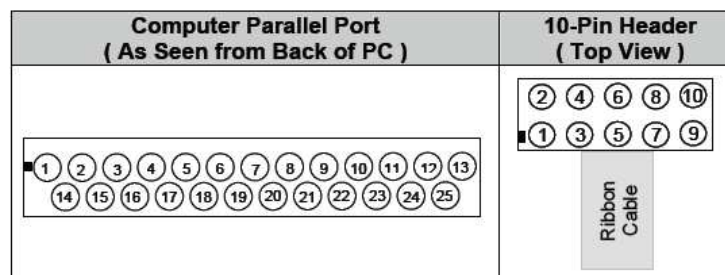 Computer Parallel Port
( As Seen from Back of PC )
10-Pin Header
( Top View )
1 2 3 4 5 6 7 8 9 10 11 12 13
14 15 16 17 18 19 20 21 22 23 24 25
2 4 6 8 10
1 3 5 7 9
Ribbon
Cable